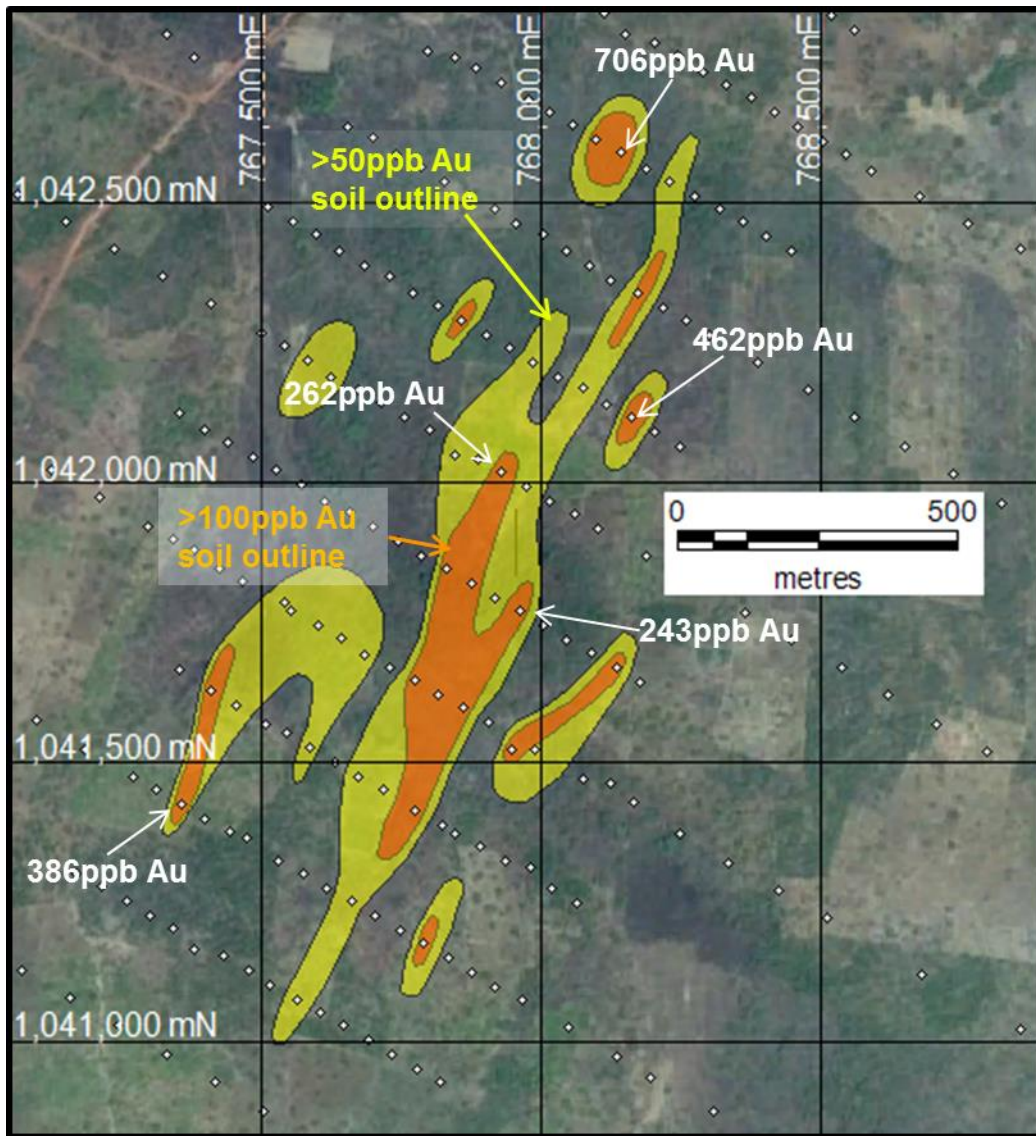 767,500 mE
768,000 mE
768,500 mE
706ppb Au
>50ppb Au
soil outline
1,042,500 mN
462ppb Au
262ppb Au
1,042,000 mN
>100ppb Au
soil outline
0 500
metres
243ppb Au
1,041,500 mN
386ppb Au
1,041,000 mN